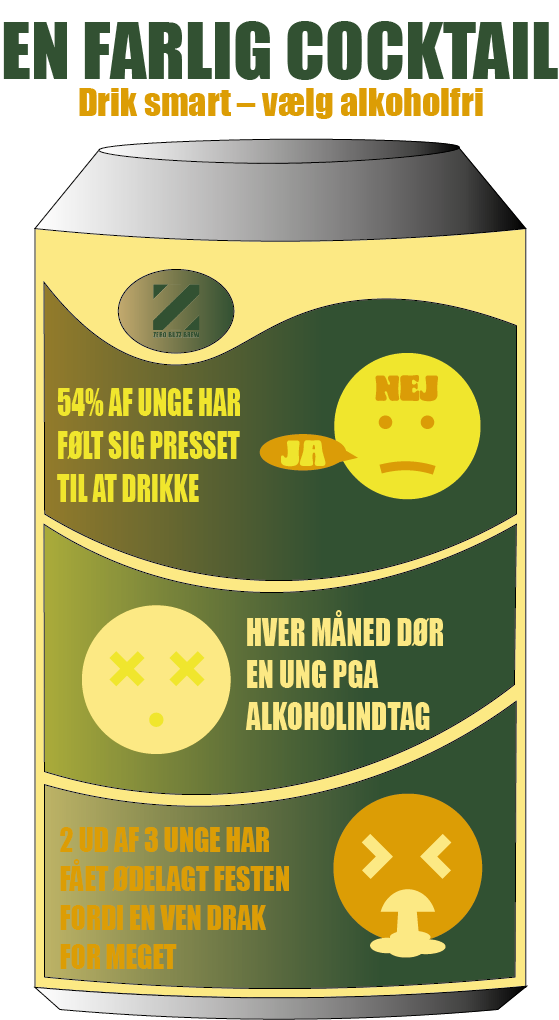 EN FARLIG COCKTAIL
Drik smart – vælg alkoholfri
54% AF UNGE HAR
FØLT SIG PRESSET
TIL AT DRIKKE
NEJ
JA
HVER MÅNED DØR
EN UNG PGA
ALKOHOLINDTAG
2 UD AF 3 UNGE HAR
FÅET ØDELAGT FESTEN
FORDI EN VEN DRAK
FOR MEGET